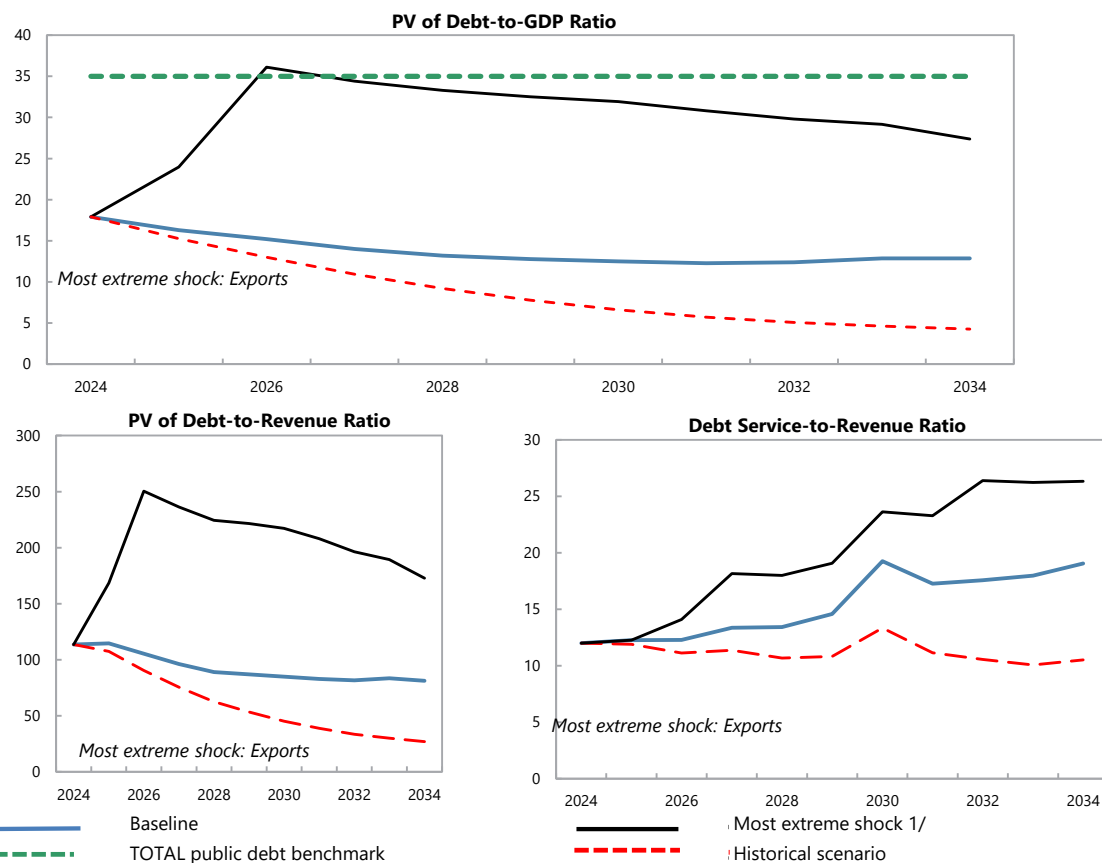 PV of Debt-to-GDP Ratio
40
35
30
25
20
15
10
5
0
Most extreme shock: Exports
2024 2026 2028 2030 2032 2034
PV of Debt-to-Revenue Ratio
300
250
200
150
100
50
0
Most extreme shock: Exports
2024 2026 2028 2030 2032 2034
Debt Service-to-Revenue Ratio
30
25
20
15
10
5
0
Most extreme shock: Exports
2024 2026 2028 2030 2032 2034
Baseline
Most extreme shock 1/
TOTAL public debt benchmark
Historical scenario